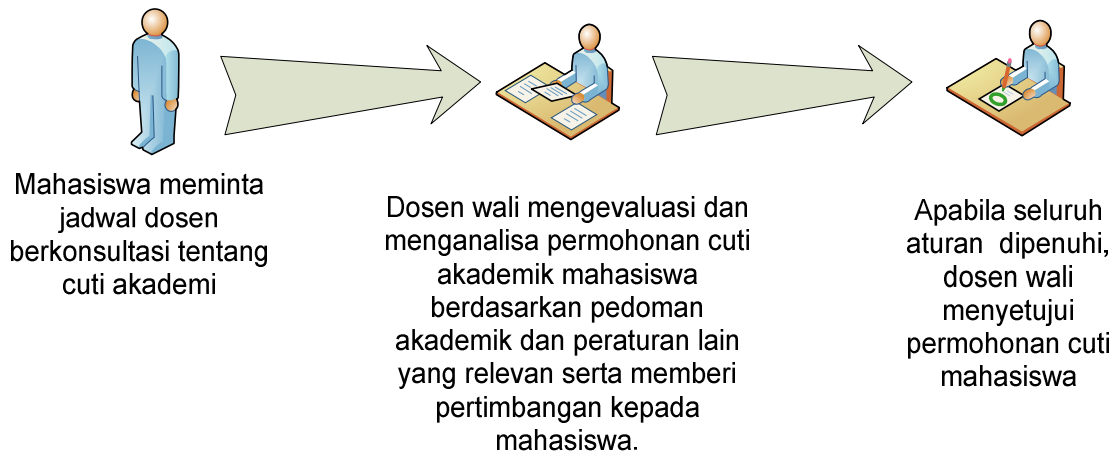 Mahasiswa meminta
jadwal dosen
berkonsultasi tentang
cuti akademi
Dosen wali mengevaluasi dan
menganalisa permohonan cuti
akademik mahasiswa
berdasarkan pedoman
akademik dan peraturan lain
yang relevan serta memberi
pertimbangan kepada
mahasiswa.
Apabila seluruh
aturan  dipenuhi,
dosen wali
menyetujui
permohonan cuti
mahasiswa